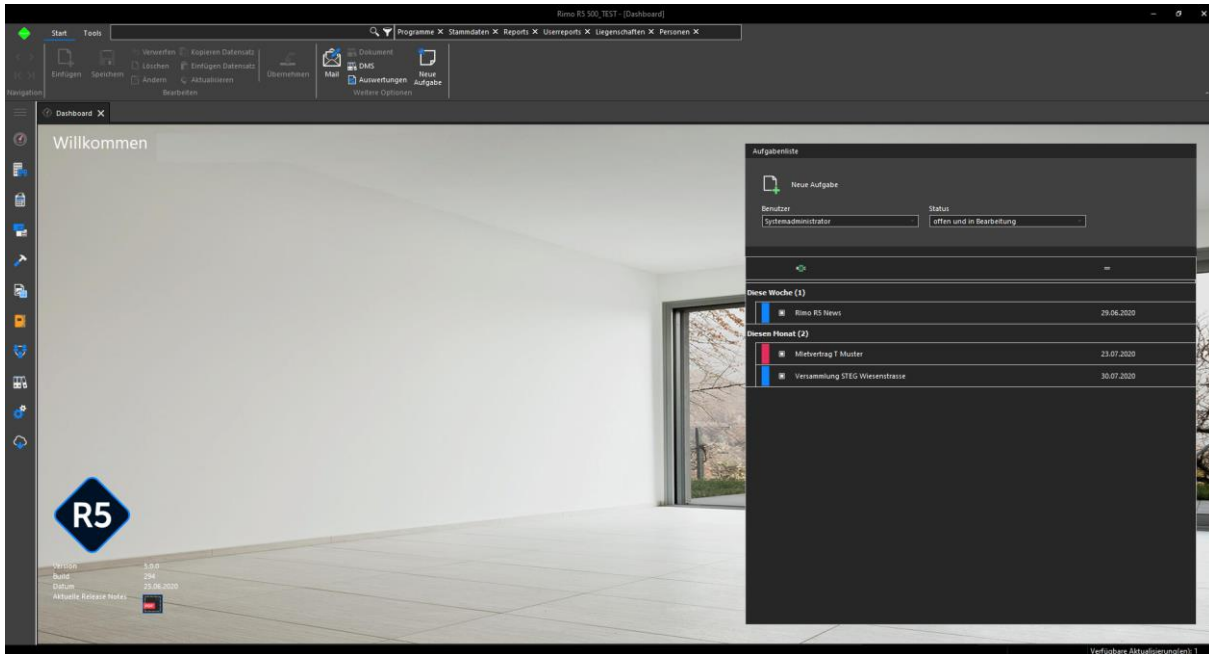 Rimo R5 500_TEST - [Dashboard]
Start Tools Programme X Stammdaten X Reports X Userreports X Liegenschaften X Personen X
Einfügen Speichern Verwerfen Löschen Ändern Kopieren Datensatz Einfügen Datensatz Aktualisieren Übernehmen Mail Dokument DMS Auswertungen Neue Aufgabe
Navigation Bearbeiten Weitere Optionen
Dashboard
Willkommen
Aufgabenliste
Neue Aufgabe
Benutzer Status
Systemadministrator offen und in Bearbeitung
Diese Woche (1)
Rimo R5 News 29.06.2020
Diesen Monat (2)
Mietvertrag T Muster 23.07.2020
Versammlung STEG Wiesenstrasse 30.07.2020
R5
Version 5.0.0
Build 294
Datum 25.06.2020
Aktuelle Release Notes
Verfügbare Aktualisierung(en): 1